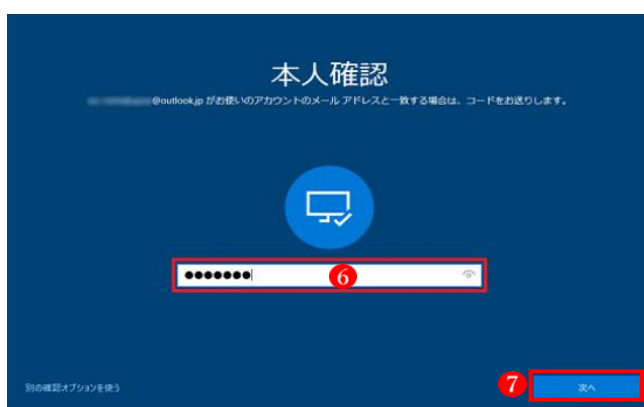 本人確認
@outlook.jp がお使いのアカウントのメール アドレスと一致する場合は、コードをお送りします。
●●●●●●●
6
別の確認オプションを使う
7
次へ